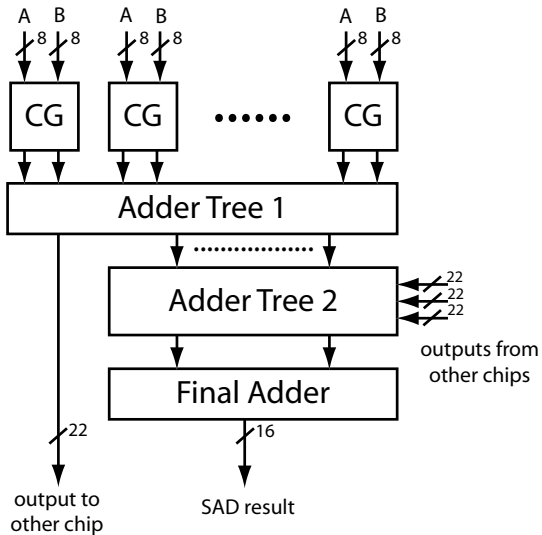 A B A B A B
8 8 8 8 8 8
CG CG CG
Adder Tree 1
Adder Tree 2
22
22
22
outputs from
other chips
Final Adder
22
16
output to
other chip
SAD result